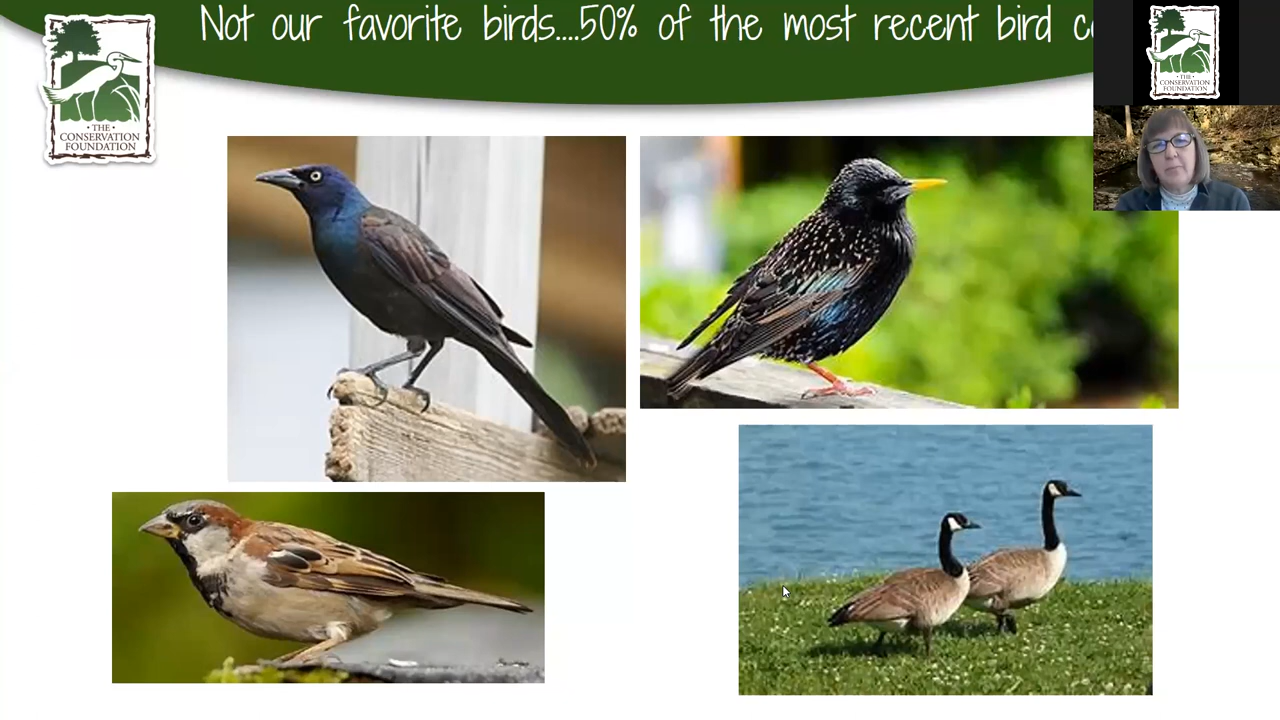 Not our favorite birds....50% of the most recent bird
• THE •
CONSERVATION
FOUNDATION
• THE •
CONSERVATION
FOUNDATION